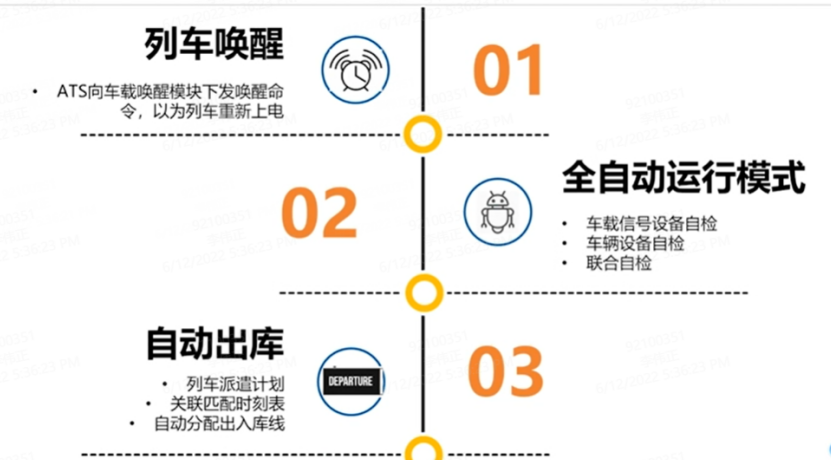 列车唤醒
01
• ATS向车载唤醒模块下发唤醒命
令，以为列车重新上电
全自动运行模式
02
• 车载信号设备自检
• 车辆设备自检
• 联合自检
自动出库
03
• 列车派遣计划
DEPARTURE
• 关联匹配时刻表
• 自动分配出入库线